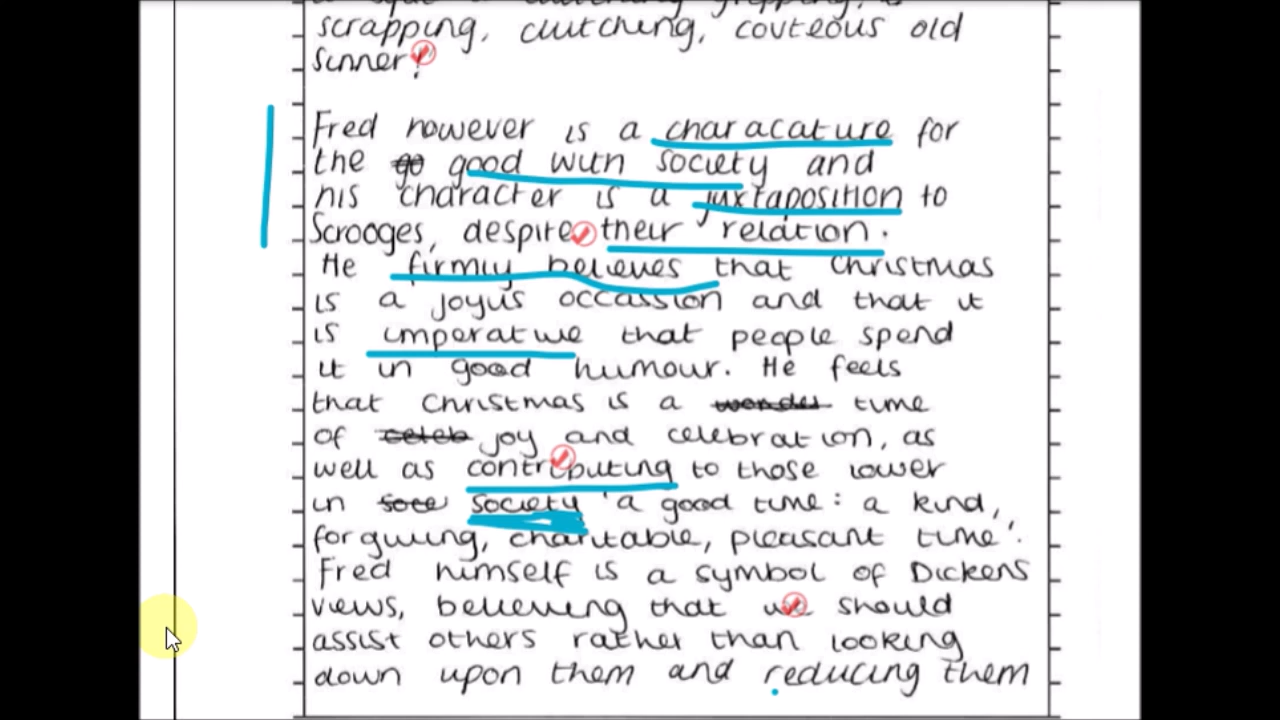 scrapping, clutching, coveteous old
sinner!
Fred however is a characature for
the go good with society and
his character is a juxtaposition to
Scrooges, despite their relation.
He firmly believes that Christmas
is a joyus occassion and that it
is imperative that people spend
it in good humour. He feels
that Christmas is a wonder time
of celeb joy and celebration, as
well as contributing to those lower
in soce society 'a good time: a kind,
forgiving, charitable, pleasant time'.
Fred himself is a symbol of Dickens
views, believing that we should
assist others rather than looking
down upon them and reducing them